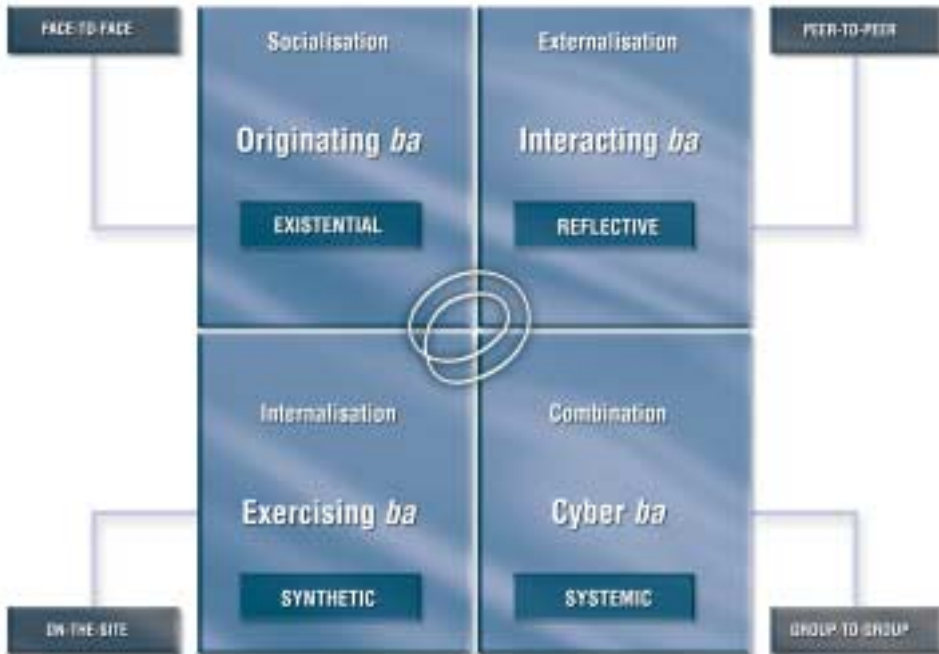 FACE-TO-FACE
Socialisation
Externalisation
PEER-TO-PEER
Originating ba
Interacting ba
EXISTENTIAL
REFLECTIVE
Internalisation
Combination
Exercising ba
Cyber ba
SYNTHETIC
SYSTEMIC
ON-THE-SITE
GROUP-TO-GROUP